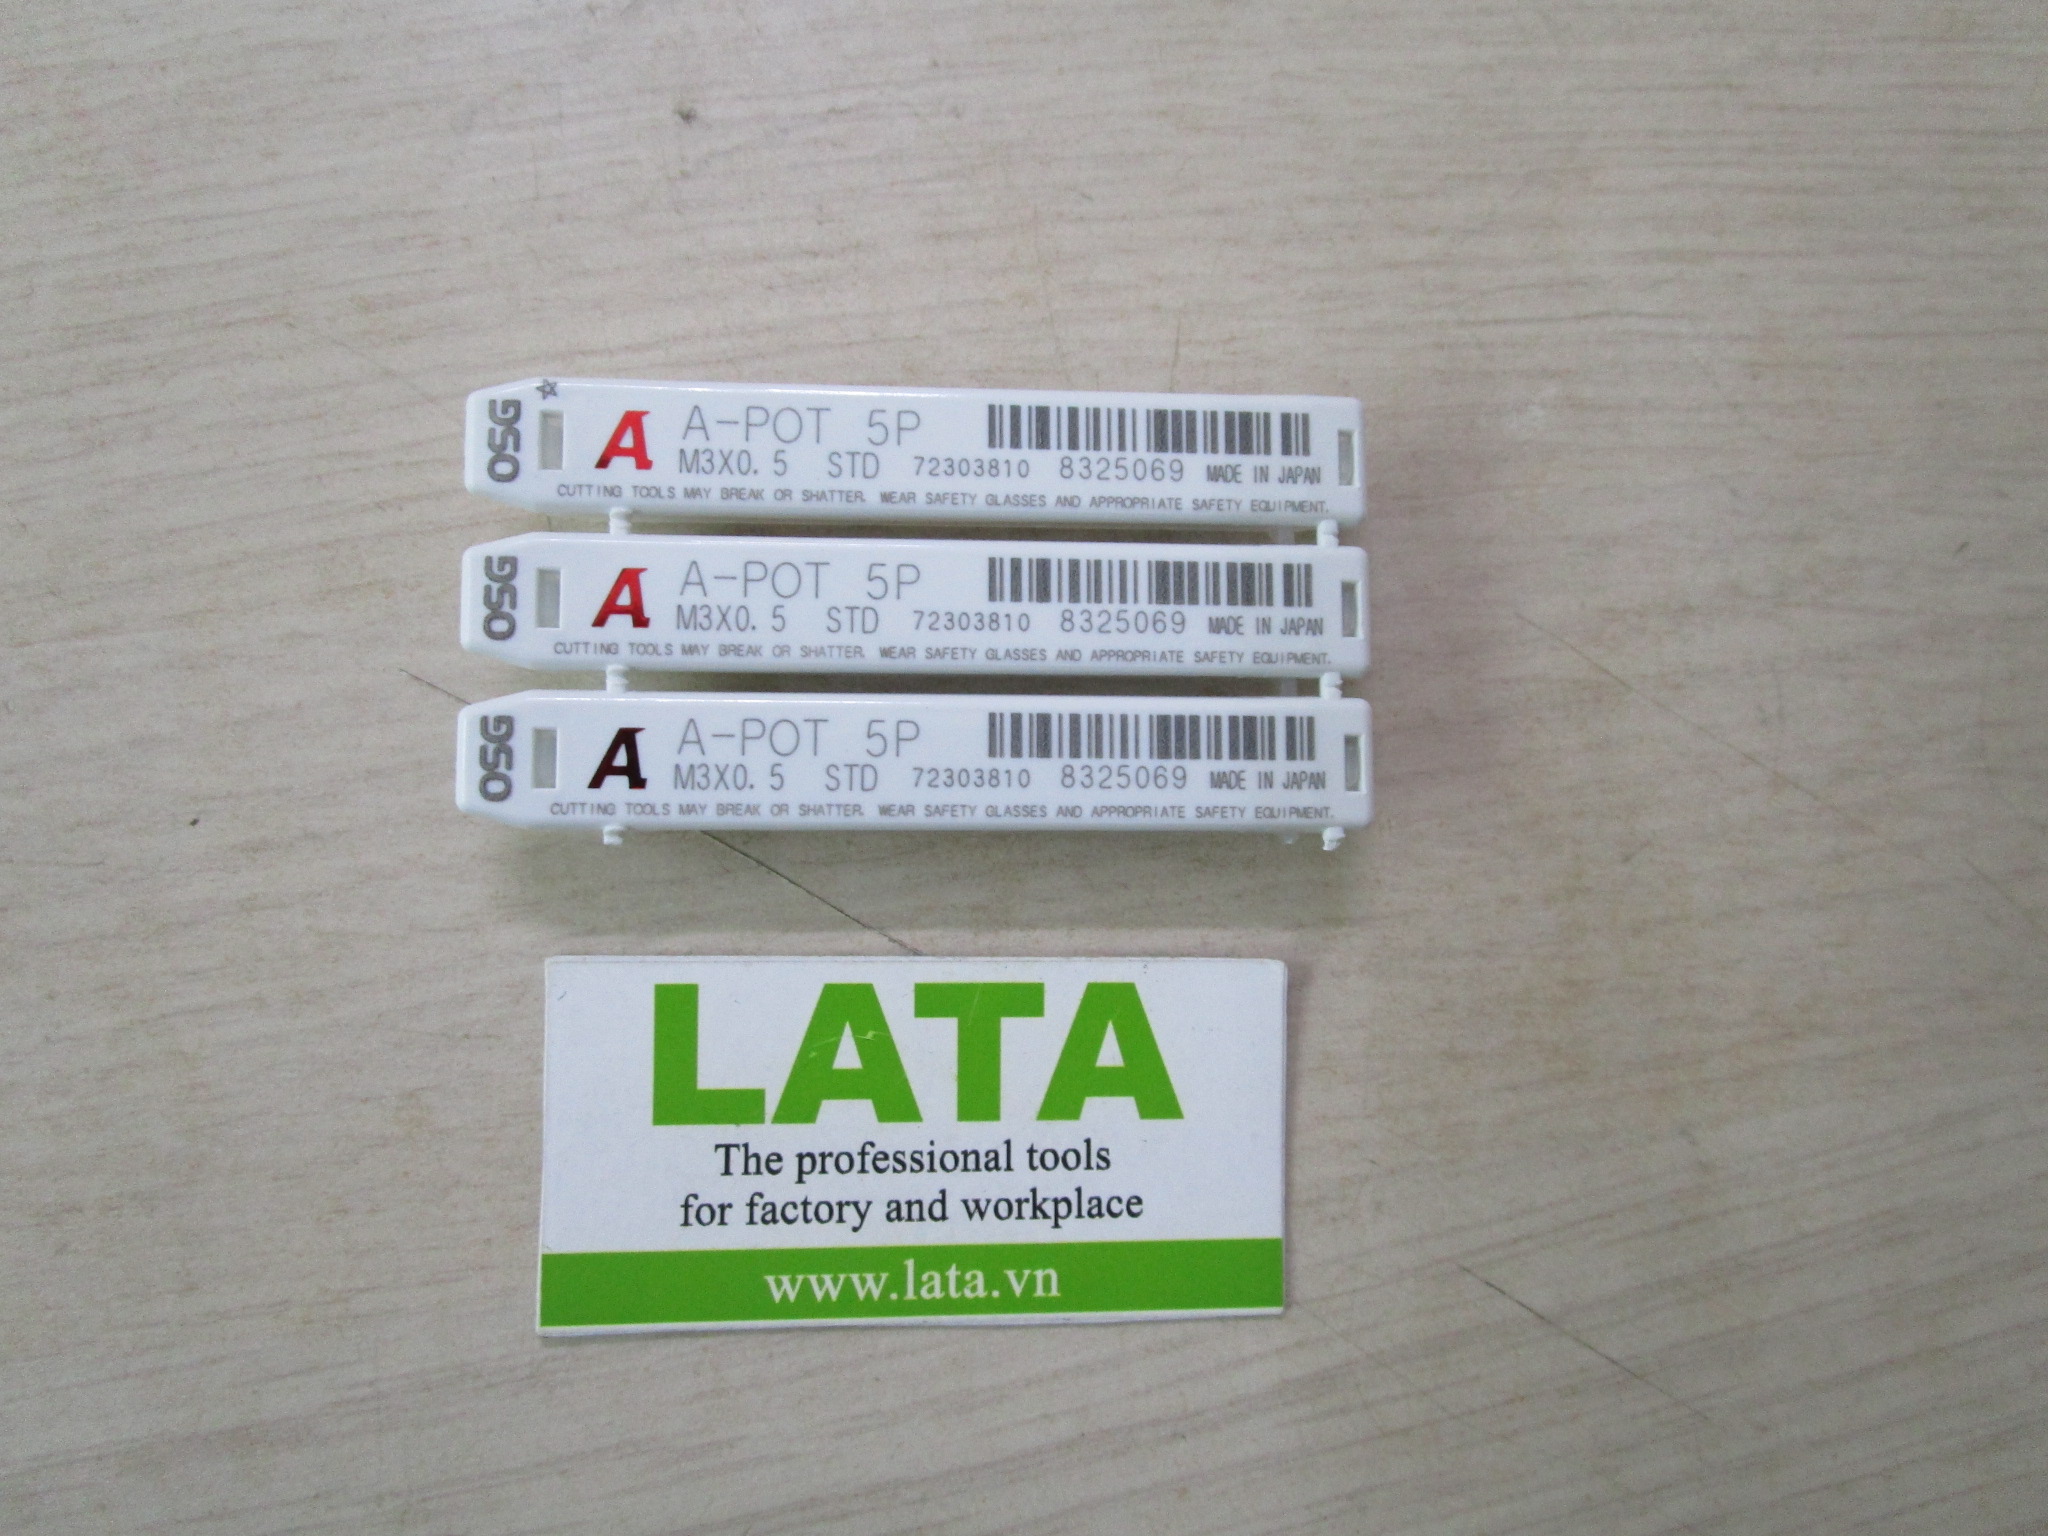 OSG A A-POT 5P
M3X0.5 STD 72303810 8325069 MADE IN JAPAN
CUTTING TOOLS MAY BREAK OR SHATTER. WEAR SAFETY GLASSES AND APPROPRIATE SAFETY EQUIPMENT.
OSG A A-POT 5P
M3X0.5 STD 72303810 8325069 MADE IN JAPAN
CUTTING TOOLS MAY BREAK OR SHATTER. WEAR SAFETY GLASSES AND APPROPRIATE SAFETY EQUIPMENT.
OSG A A-POT 5P
M3X0.5 STD 72303810 8325069 MADE IN JAPAN
CUTTING TOOLS MAY BREAK OR SHATTER. WEAR SAFETY GLASSES AND APPROPRIATE SAFETY EQUIPMENT.
LATA
The professional tools
for factory and workplace
www.lata.vn